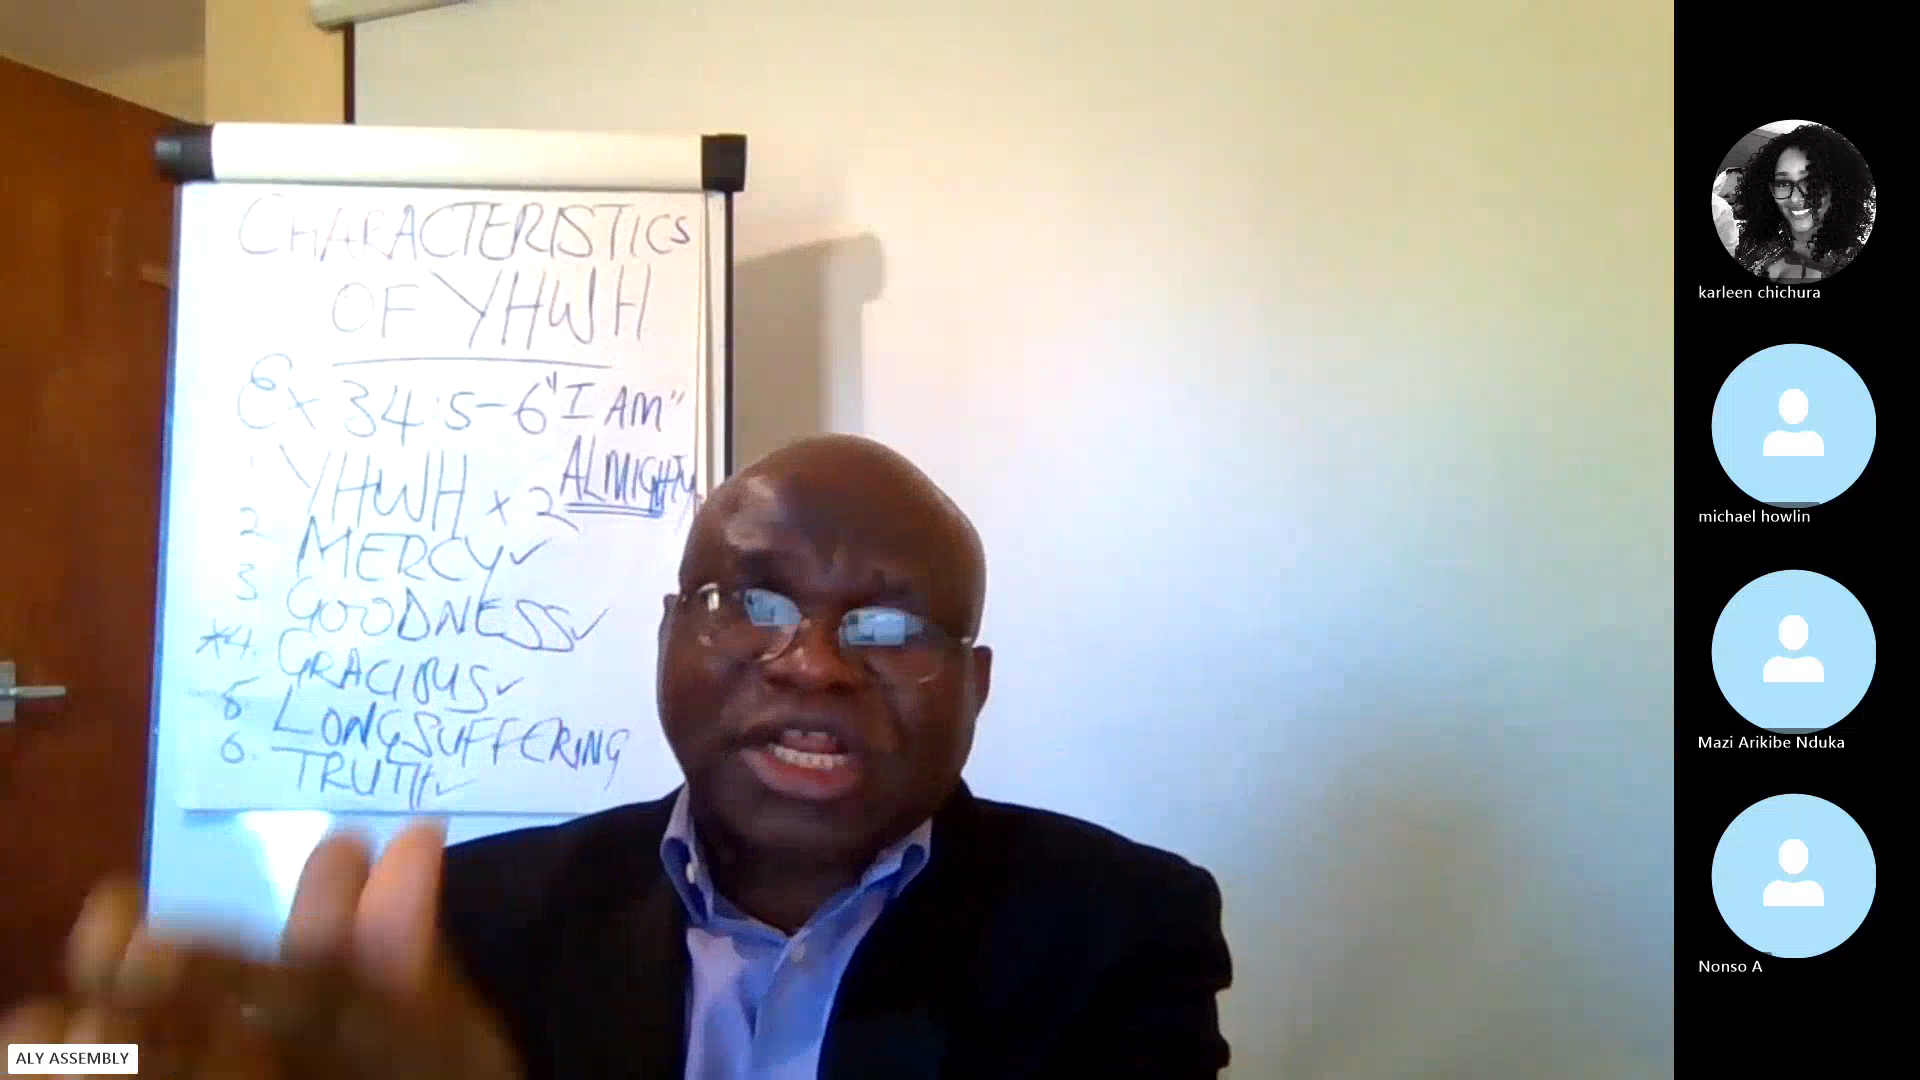 CHARACTERISTICS
OF YHWH
Ex 34:5-6 "I AM"
ALMIGHTY
1 YHWH x 2
2 MERCY ✓
3 GOODNESS ✓
*4. GRACIOUS ✓
5 LONGSUFFERING
6. TRUTH ✓
ALY ASSEMBLY
karleen chichura
michael howlin
Mazi Arikibe Nduka
Nonso A